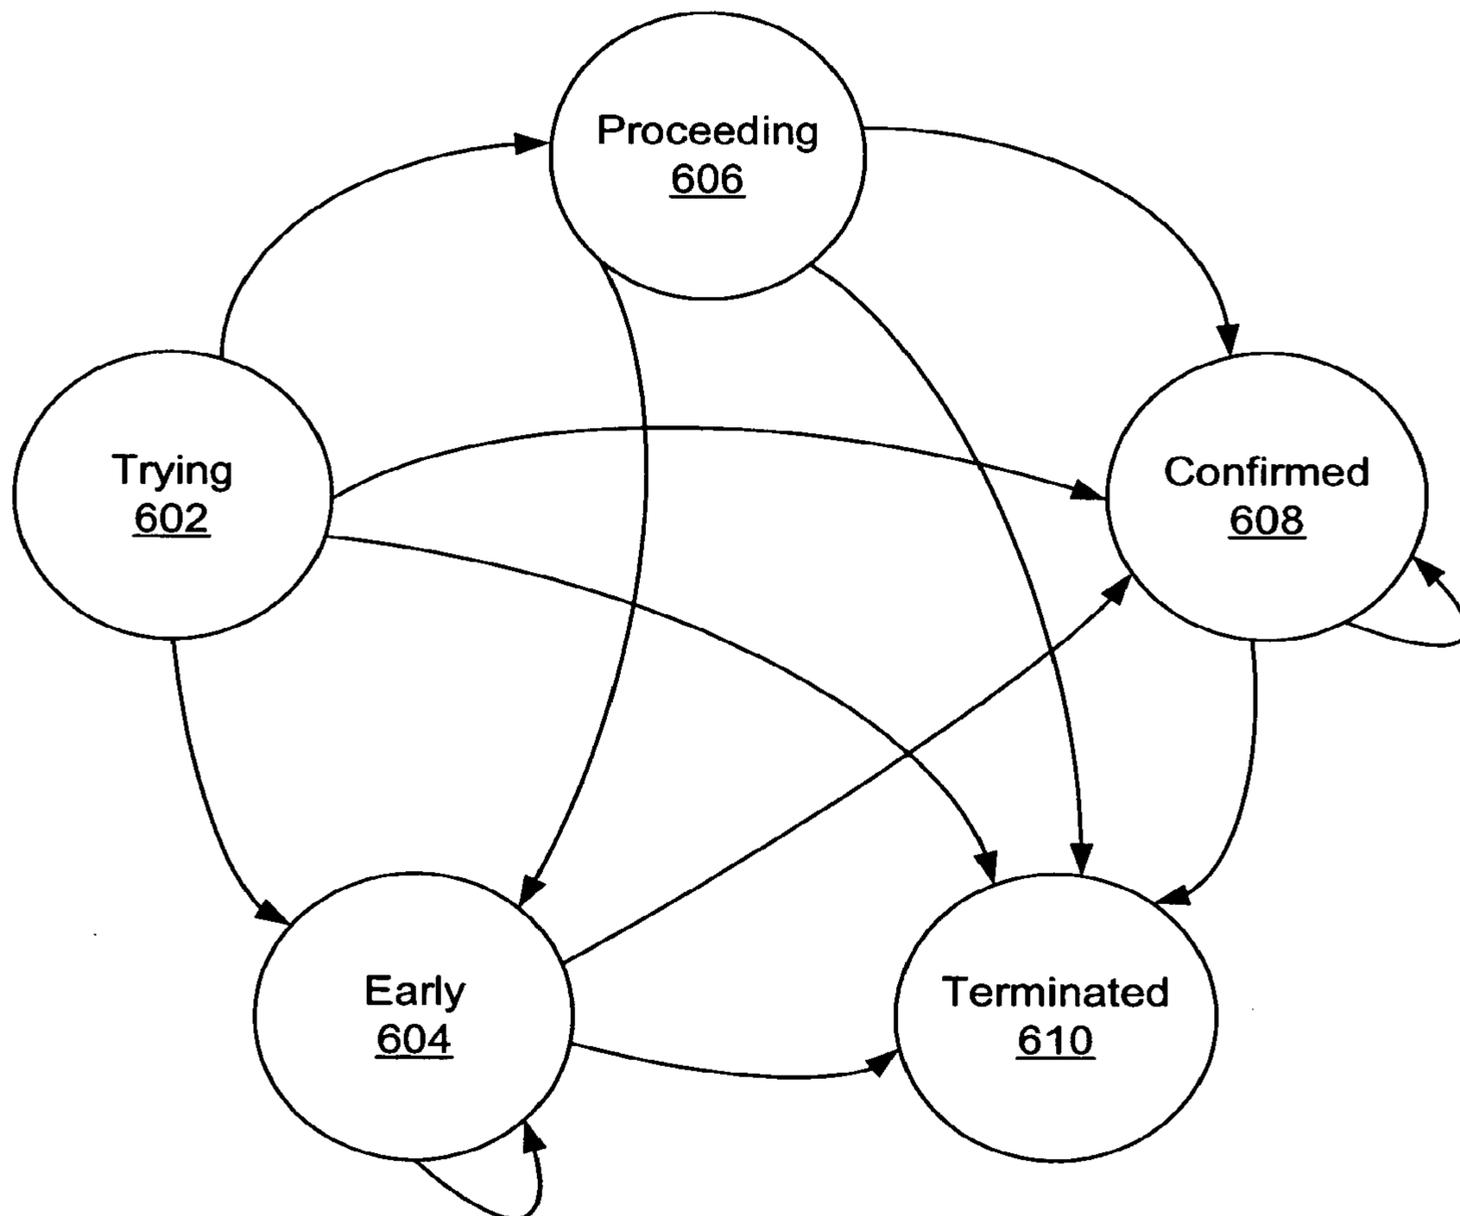 Proceeding
606
Trying
602
Confirmed
608
Early
604
Terminated
610